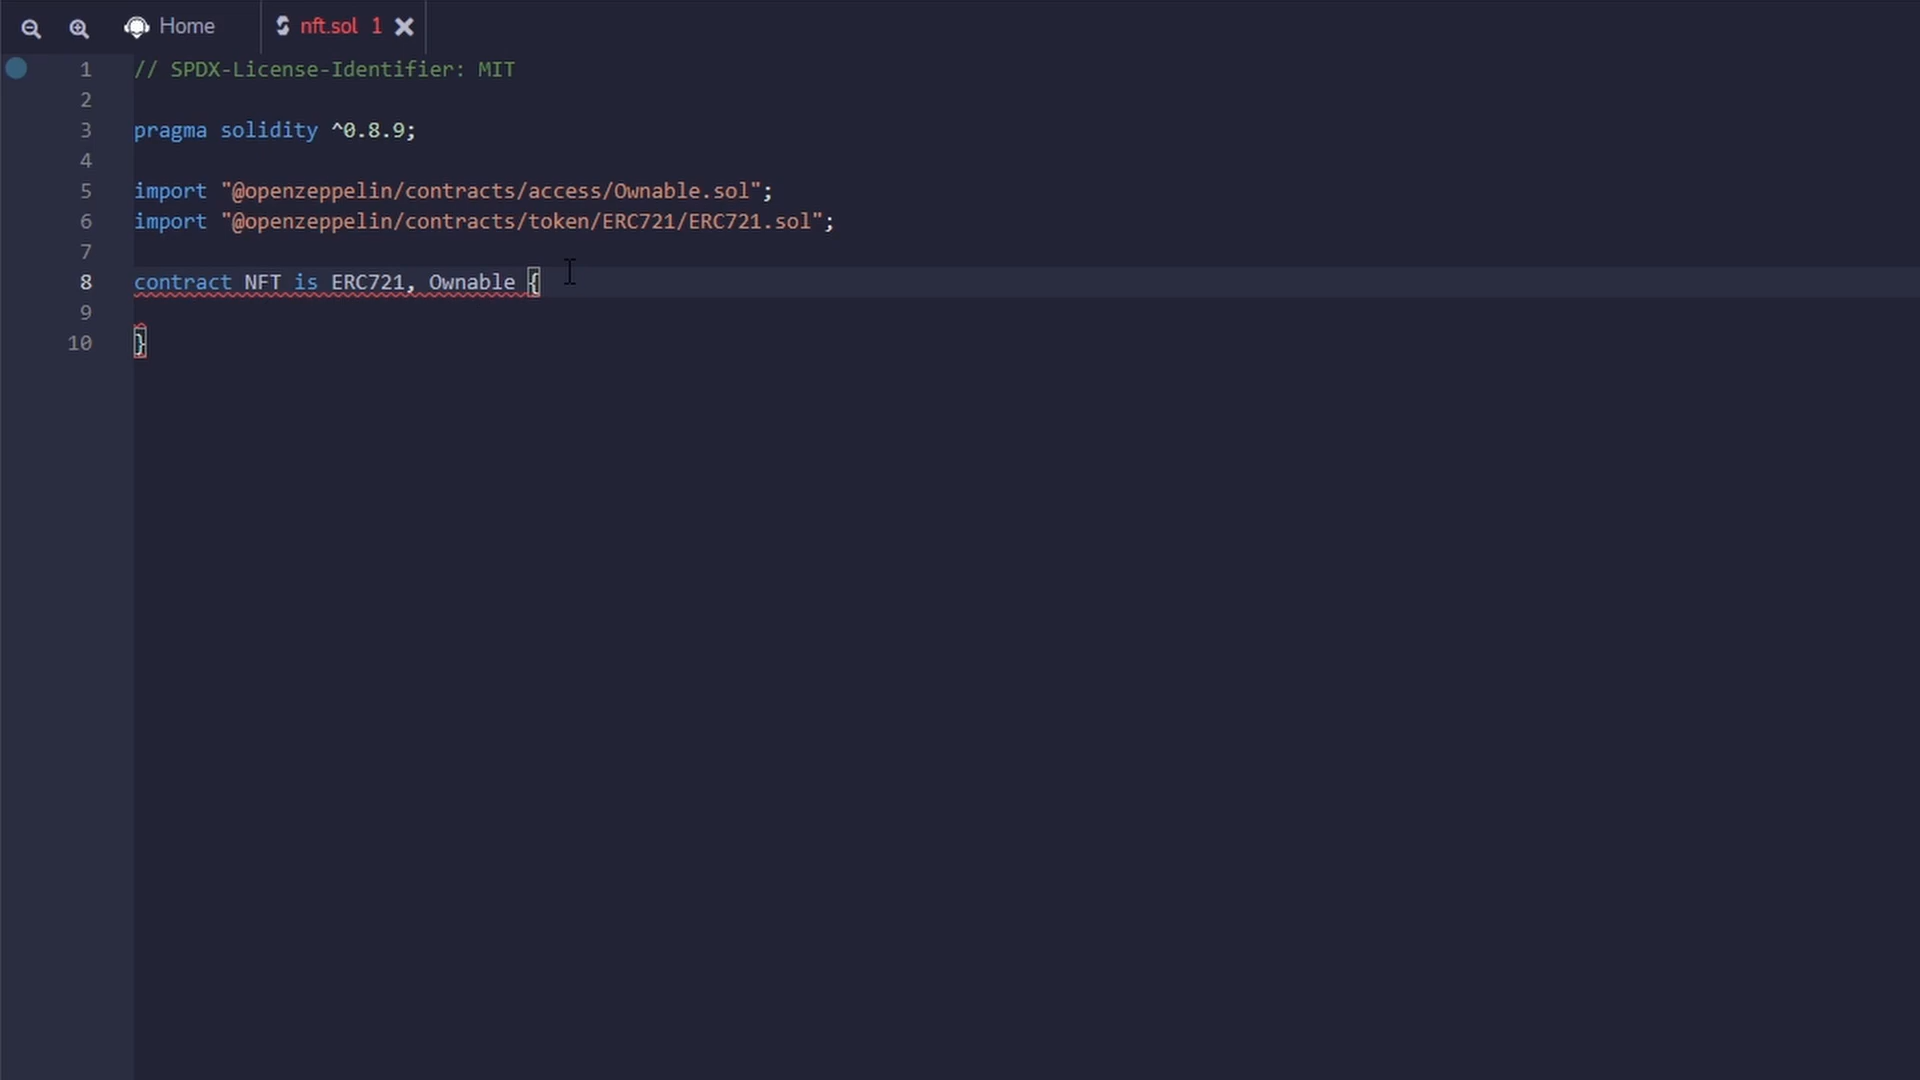 Home nft.sol 1
1 // SPDX-License-Identifier: MIT
2
3 pragma solidity ^0.8.9;
4
5 import "@openzeppelin/contracts/access/Ownable.sol";
6 import "@openzeppelin/contracts/token/ERC721/ERC721.sol";
7
8 contract NFT is ERC721, Ownable {
9
10 }